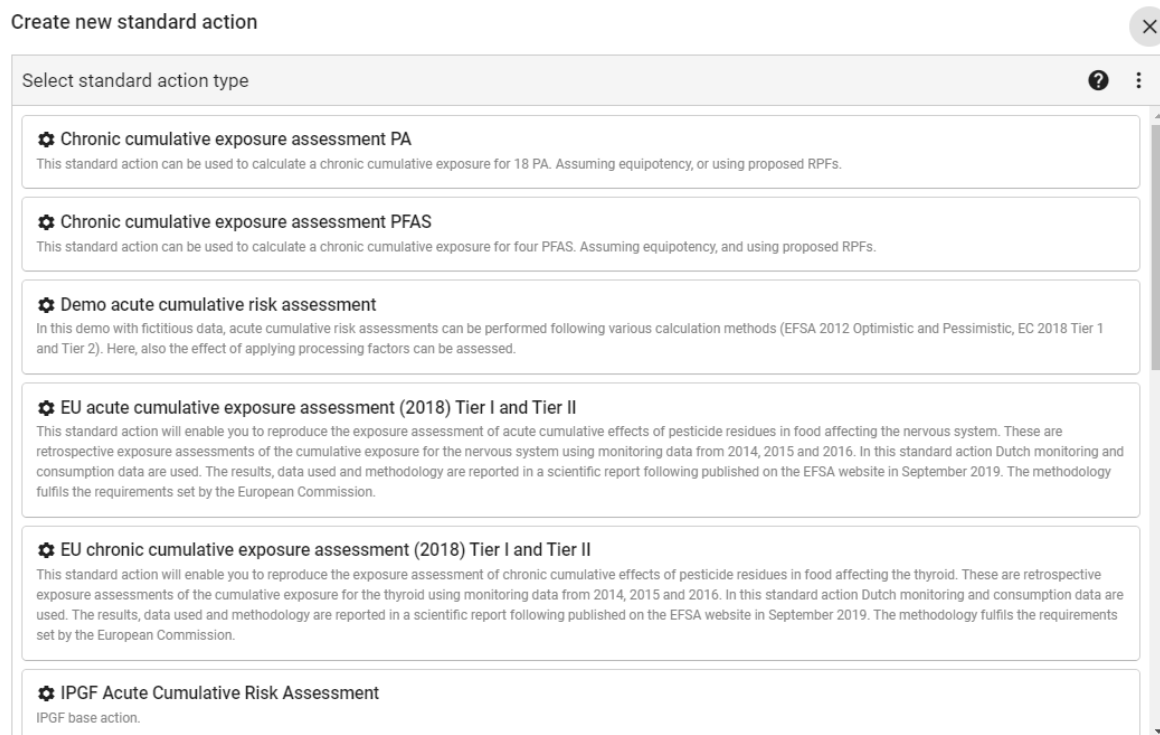 Create new standard action
Select standard action type
Chronic cumulative exposure assessment PA
This standard action can be used to calculate a chronic cumulative exposure for 18 PA. Assuming equipotency, or using proposed RPFs.
Chronic cumulative exposure assessment PFAS
This standard action can be used to calculate a chronic cumulative exposure for four PFAS. Assuming equipotency, and using proposed RPFs.
Demo acute cumulative risk assessment
In this demo with fictitious data, acute cumulative risk assessments can be performed following various calculation methods (EFSA 2012 Optimistic and Pessimistic, EC 2018 Tier 1
and Tier 2). Here, also the effect of applying processing factors can be assessed.
EU acute cumulative exposure assessment (2018) Tier I and Tier II
This standard action will enable you to reproduce the exposure assessment of acute cumulative effects of pesticide residues in food affecting the nervous system. These are
retrospective exposure assessments of the cumulative exposure for the nervous system using monitoring data from 2014, 2015 and 2016. In this standard action Dutch monitoring and
consumption data are used. The results, data used and methodology are reported in a scientific report following published on the EFSA website in September 2019. The methodology
fulfils the requirements set by the European Commission.
EU chronic cumulative exposure assessment (2018) Tier I and Tier II
This standard action will enable you to reproduce the exposure assessment of chronic cumulative effects of pesticide residues in food affecting the thyroid. These are retrospective
exposure assessments of the cumulative exposure for the thyroid using monitoring data from 2014, 2015 and 2016. In this standard action Dutch monitoring and consumption data are
used. The results, data used and methodology are reported in a scientific report following published on the EFSA website in September 2019. The methodology fulfils the requirements
set by the European Commission.
IPGF Acute Cumulative Risk Assessment
IPGF base action.